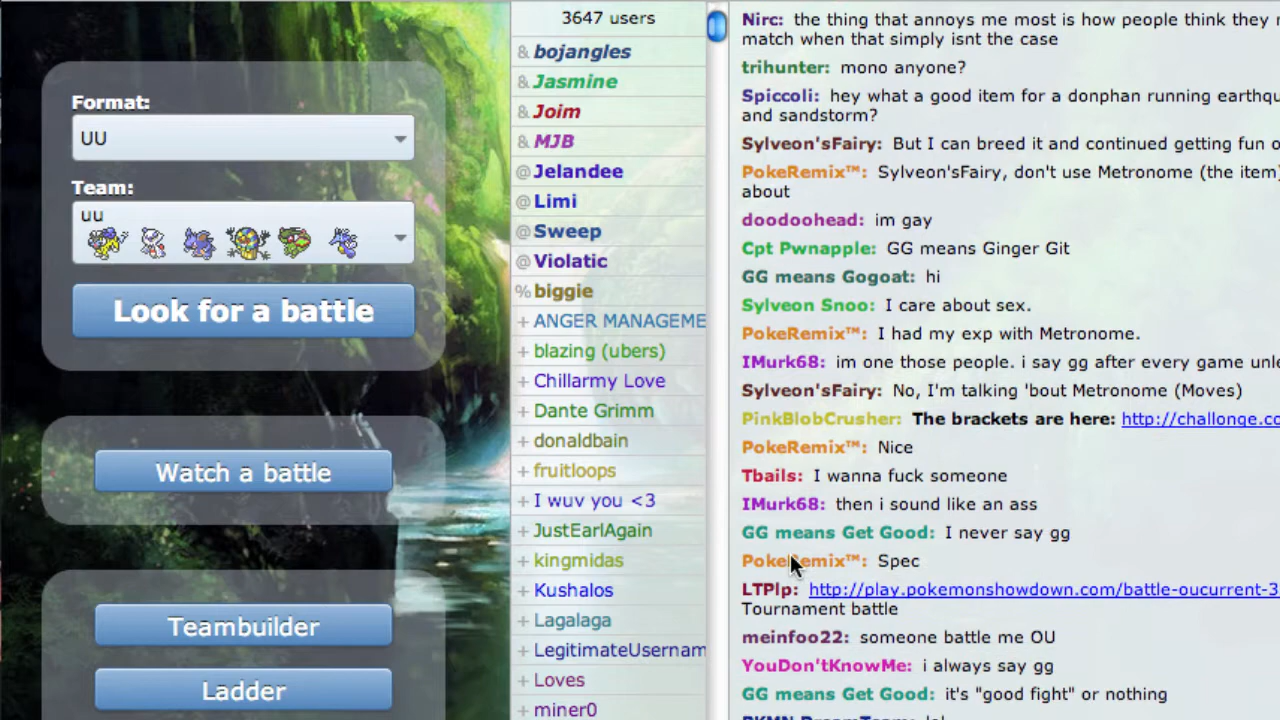 Format:
UU
Team:
uu
Look for a battle
Watch a battle
Teambuilder
Ladder
3647 users
& bojangles
& Jasmine
& Joim
& MJB
@ Jelandee
@ Limi
@ Sweep
@ Violatic
% biggie
+ ANGER MANAGEME
+ blazing (ubers)
+ Chillarmy Love
+ Dante Grimm
+ donaldbain
+ fruitloops
+ I wuv you <3
+ JustEarlAgain
+ kingmidas
+ Kushalos
+ Lagalaga
+ LegitimateUsernam
+ Loves
+ miner0
Nirc: the thing that annoys me most is how people think they
match when that simply isnt the case
trihunter: mono anyone?
Spiccoli: hey what a good item for a donphan running earthqu
and sandstorm?
Sylveon'sFairy: But I can breed it and continued getting fun o
PokeRemix™: Sylveon'sFairy, don't use Metronome (the item)
about
doodoohead: im gay
Cpt Pwnapple: GG means Ginger Git
GG means Gogoat: hi
Sylveon Snoo: I care about sex.
PokeRemix™: I had my exp with Metronome.
IMurk68: im one those people. i say gg after every game unle
Sylveon'sFairy: No, I'm talking 'bout Metronome (Moves)
PinkBlobCrusher: The brackets are here: http://challonge.co
PokeRemix™: Nice
Tbails: I wanna fuck someone
IMurk68: then i sound like an ass
GG means Get Good: I never say gg
PokeRemix™: Spec
LTPlp: http://play.pokemonshowdown.com/battle-oucurrent-3
Tournament battle
meinfoo22: someone battle me OU
YouDon'tKnowMe: i always say gg
GG means Get Good: it's "good fight" or nothing